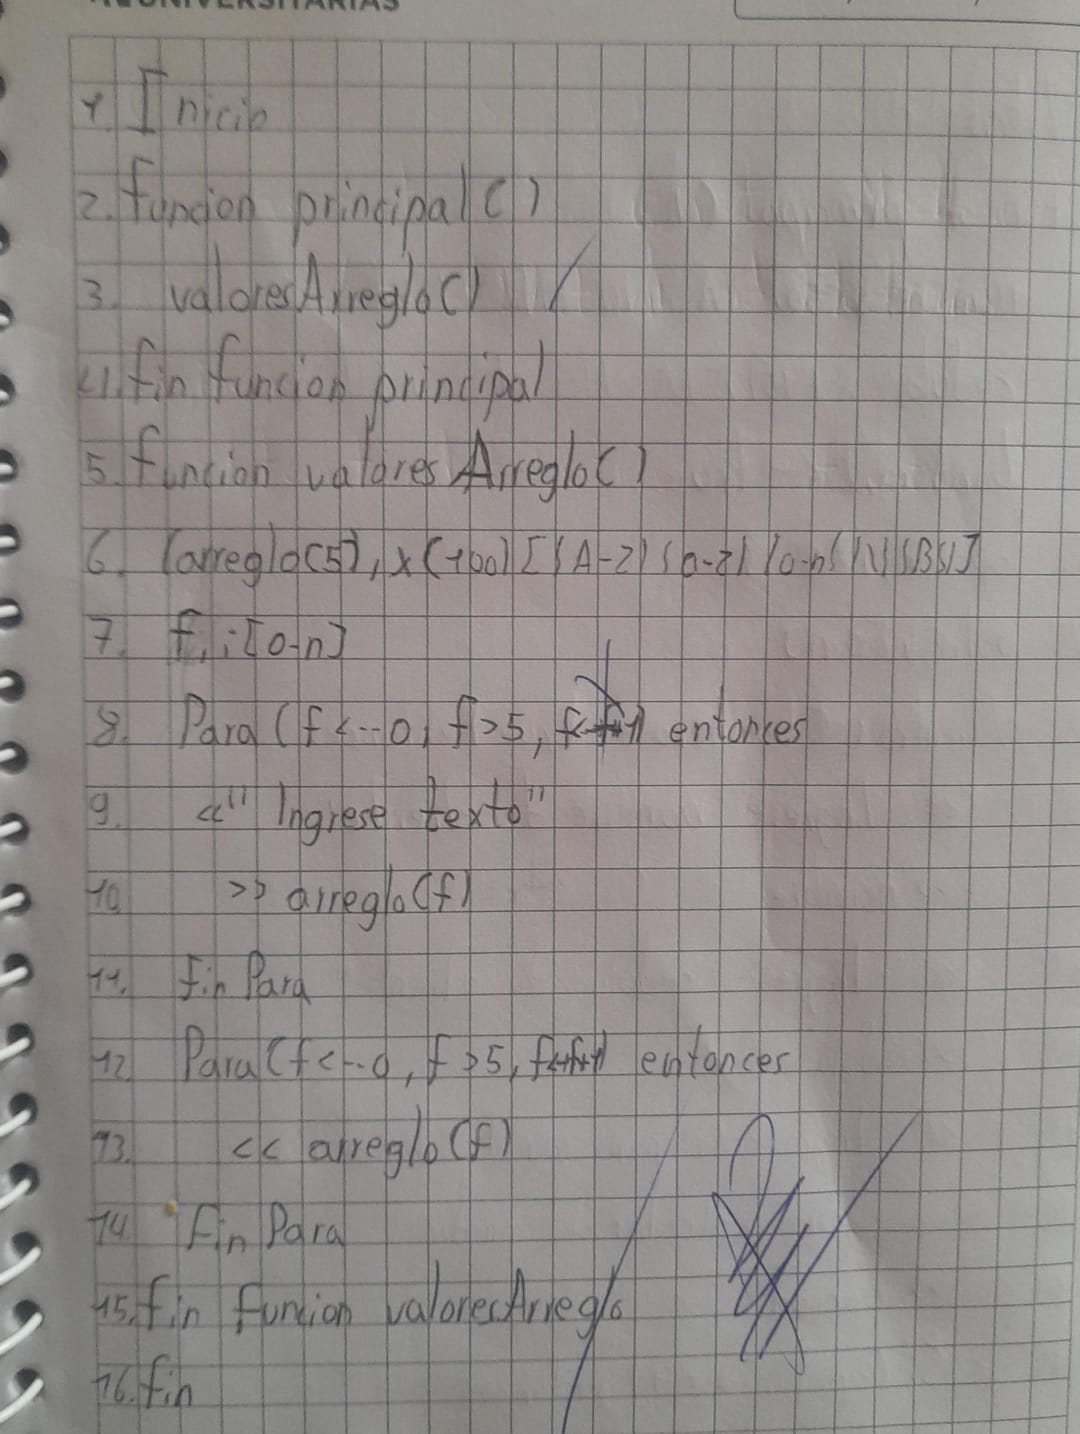 UNIVERSITARIAS
1. Inicio
2. funcion principal ( )
3. valoresArreglo( )
4. fin funcion principal
5. funcion valores Arreglo( )
6. (arreglo(5), x(100) [(A-Z) (a-z) (0-n)
7. f, i [0-n]
8. Para (f <--0, f>5, f<-f+1) entonces
9. <<" Ingrese texto"
10. >> arreglo(f)
11. fin Para
12. Para (f <--0, f>5, f<-f+1) entonces
13. << arreglo (f)
14. Fin Para
15. fin funcion valoresArreglo
16. fin